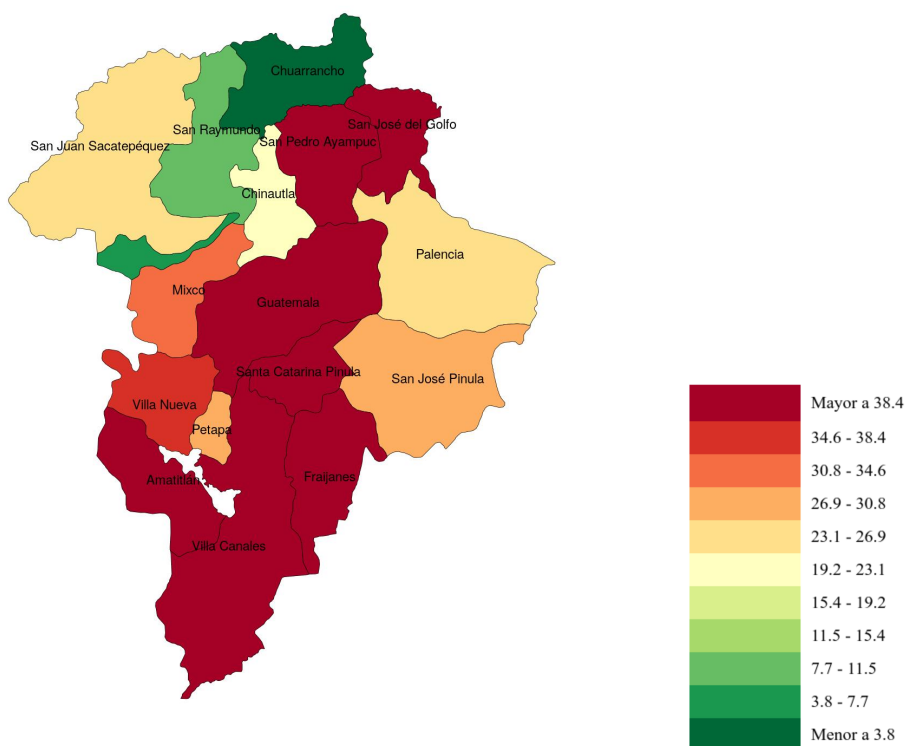 Chuarrancho
San José del Golfo
San Raymundo
San Pedro Ayampuc
San Juan Sacatepéquez
Chinautla
Palencia
Mixco
Guatemala
Santa Catarina Pinula
San José Pinula
Villa Nueva
Petapa
Amatitlán
Fraijanes
Villa Canales
Mayor a 38.4
34.6 - 38.4
30.8 - 34.6
26.9 - 30.8
23.1 - 26.9
19.2 - 23.1
15.4 - 19.2
11.5 - 15.4
7.7 - 11.5
3.8 - 7.7
Menor a 3.8